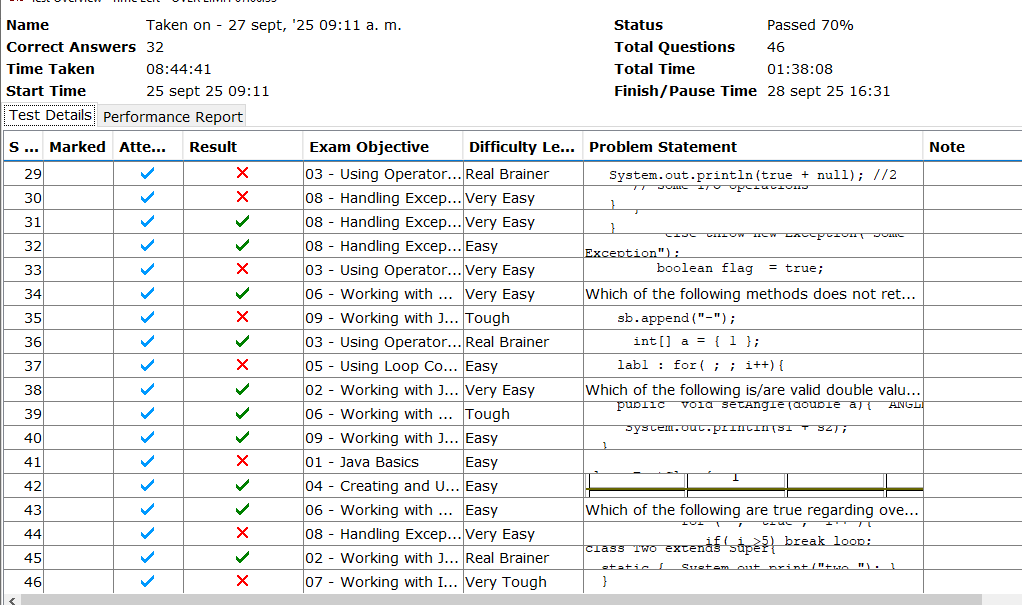 Test Overview - Time Left - OVER LIMIT
Name Taken on - 27 sept, '25 09:11 a. m. Status Passed 70%
Correct Answers 32 Total Questions 46
Time Taken 08:44:41 Total Time 01:38:08
Start Time 25 sept 25 09:11 Finish/Pause Time 28 sept 25 16:31
Test Details Performance Report
S ... Marked Atte... Result Exam Objective Difficulty Le... Problem Statement Note
29 03 - Using Operator... Real Brainer System.out.println(true + null); //2
30 08 - Handling Excep... Very Easy // some I/O operations } }
31 08 - Handling Excep... Very Easy }
32 08 - Handling Excep... Easy else throw new Exception("Some Exception");
33 03 - Using Operator... Very Easy boolean flag = true;
34 06 - Working with ... Very Easy Which of the following methods does not ret...
35 09 - Working with J... Tough sb.append("-");
36 03 - Using Operator... Real Brainer int[] a = { 1 };
37 05 - Using Loop Co... Easy labl : for( ; ; i++){
38 02 - Working with J... Very Easy Which of the following is/are valid double valu...
39 06 - Working with ... Tough public void setAngle(double a){ ANGL
40 09 - Working with J... Easy System.out.println(s1 + s2); }
41 01 - Java Basics Easy
42 04 - Creating and U... Easy 1
43 06 - Working with ... Easy Which of the following are true regarding ove...
44 08 - Handling Excep... Very Easy for ( ; true ; i++ ){ if( i >5) break loop;
45 02 - Working with J... Real Brainer class Two extends Super{ static { System.out.print("two "); }
46 07 - Working with I... Very Tough }